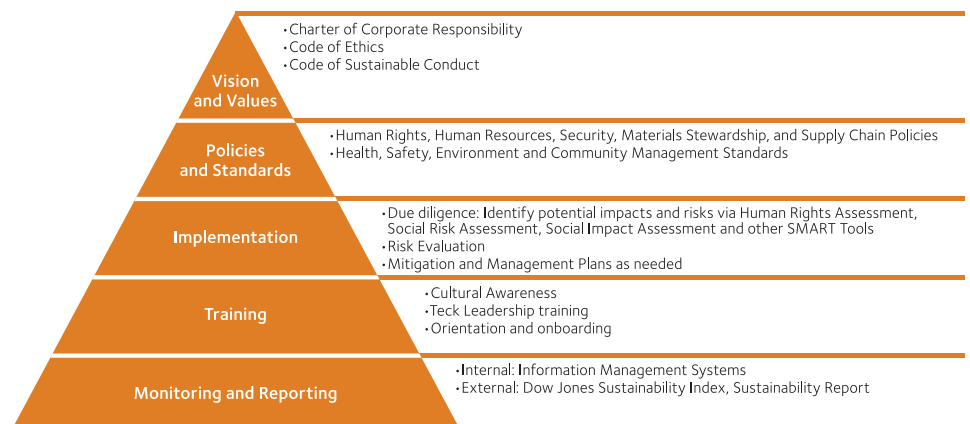 Vision
and Values
•Charter of Corporate Responsibility
•Code of Ethics
•Code of Sustainable Conduct
Policies
and Standards
•Human Rights, Human Resources, Security, Materials Stewardship, and Supply Chain Policies
•Health, Safety, Environment and Community Management Standards
Implementation
•Due diligence: Identify potential impacts and risks via Human Rights Assessment,
Social Risk Assessment, Social Impact Assessment and other SMART Tools
•Risk Evaluation
•Mitigation and Management Plans as needed
Training
•Cultural Awareness
•Teck Leadership training
•Orientation and onboarding
Monitoring and Reporting
•Internal: Information Management Systems
•External: Dow Jones Sustainability Index, Sustainability Report